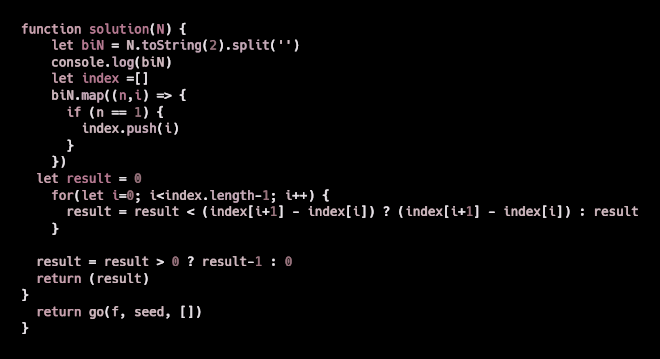 function solution(N) {
    let biN = N.toString(2).split('')
    console.log(biN)
    let index =[]
    biN.map((n,i) => {
      if (n == 1) {
        index.push(i)
      }
    })
  let result = 0
    for(let i=0; i<index.length-1; i++) {
      result = result < (index[i+1] - index[i]) ? (index[i+1] - index[i]) : result
    }

  result = result > 0 ? result-1 : 0
  return (result)
}
  return go(f, seed, [])
}